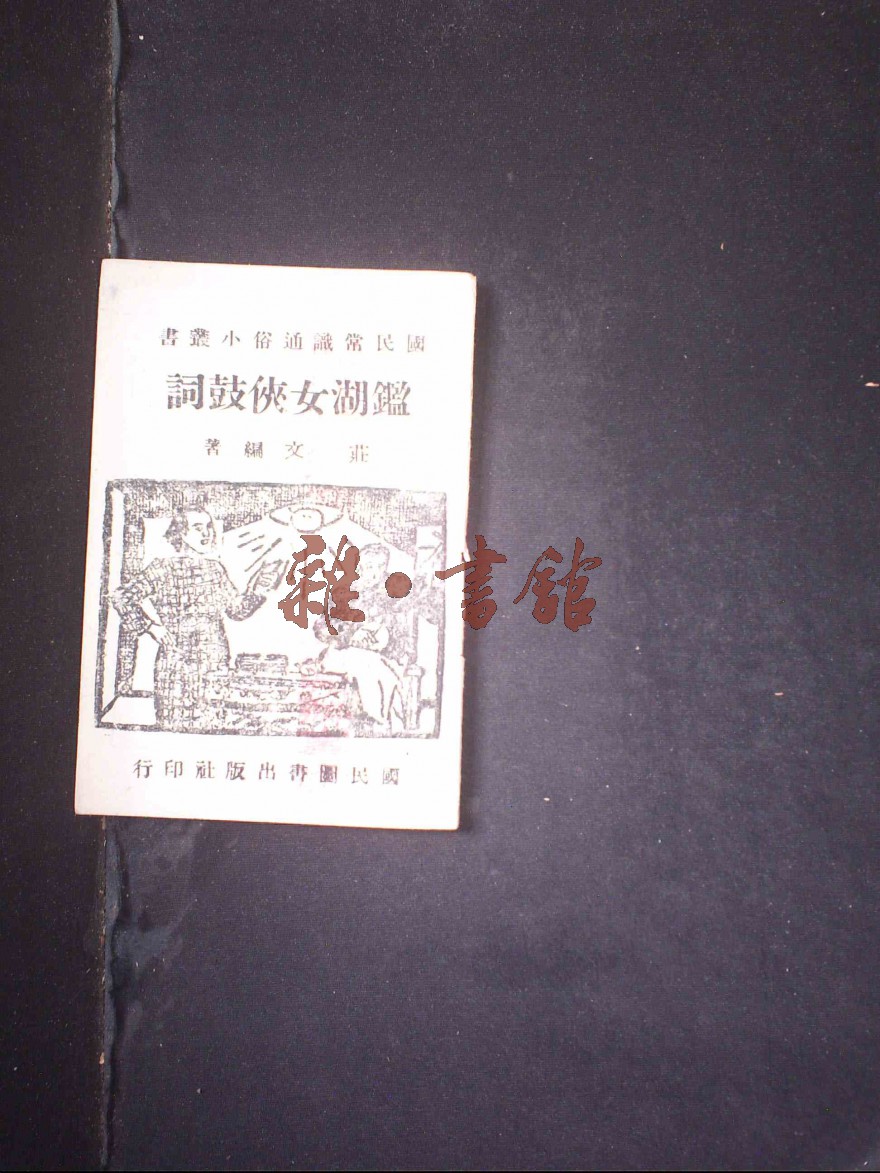 國民常識通俗小叢書
鑑湖女俠鼓詞
莊文編著
雜·書館
國民圖書出版社印行